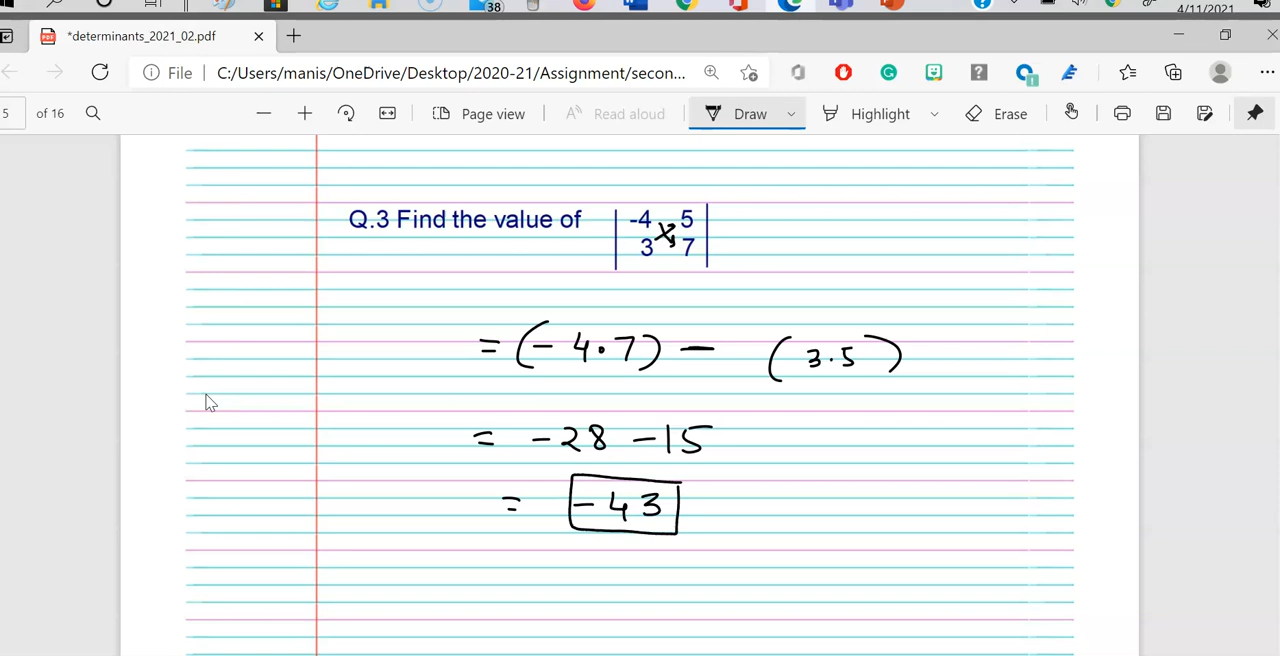 38
4/11/2021
*determinants_2021_02.pdf
File C:/Users/manis/OneDrive/Desktop/2020-21/Assignment/secon...
5 of 16 Page view Read aloud Draw Highlight Erase
Q.3 Find the value of | -4 5 |
| 3 7 |
= (- 4.7) - (3.5)
= -28 -15
= -43